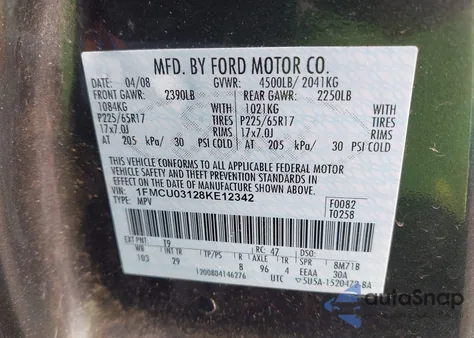 MFD. BY FORD MOTOR CO.
DATE: 04/08 GVWR: 4500LB/ 2041KG
FRONT GAWR: 2390LB REAR GAWR: 2250LB
1084KG 1021KG
P225/65R17 TIRES P225/65R17 TIRES
17x7.0J RIMS 17x7.0J RIMS
AT 205 kPa/ 30 PSI COLD AT 205 kPa/ 30 PSI COLD
THIS VEHICLE CONFORMS TO ALL APPLICABLE FEDERAL MOTOR
VEHICLE SAFETY AND THEFT PREVENTION STANDARDS IN
EFFECT ON THE DATE OF MANUFACTURE SHOWN ABOVE.
VIN: 1FMCU03128KE12342 F0082
TYPE: MPV T0258
EXT PNT: T9 RC: 47 DSO:
WB INT TR TP/PS R AXLE TR SPR 8M71B
103 29 B 96 4 EEAA 30A
1200804146276 UTC 5U5A-1520472-BA
autoSnap